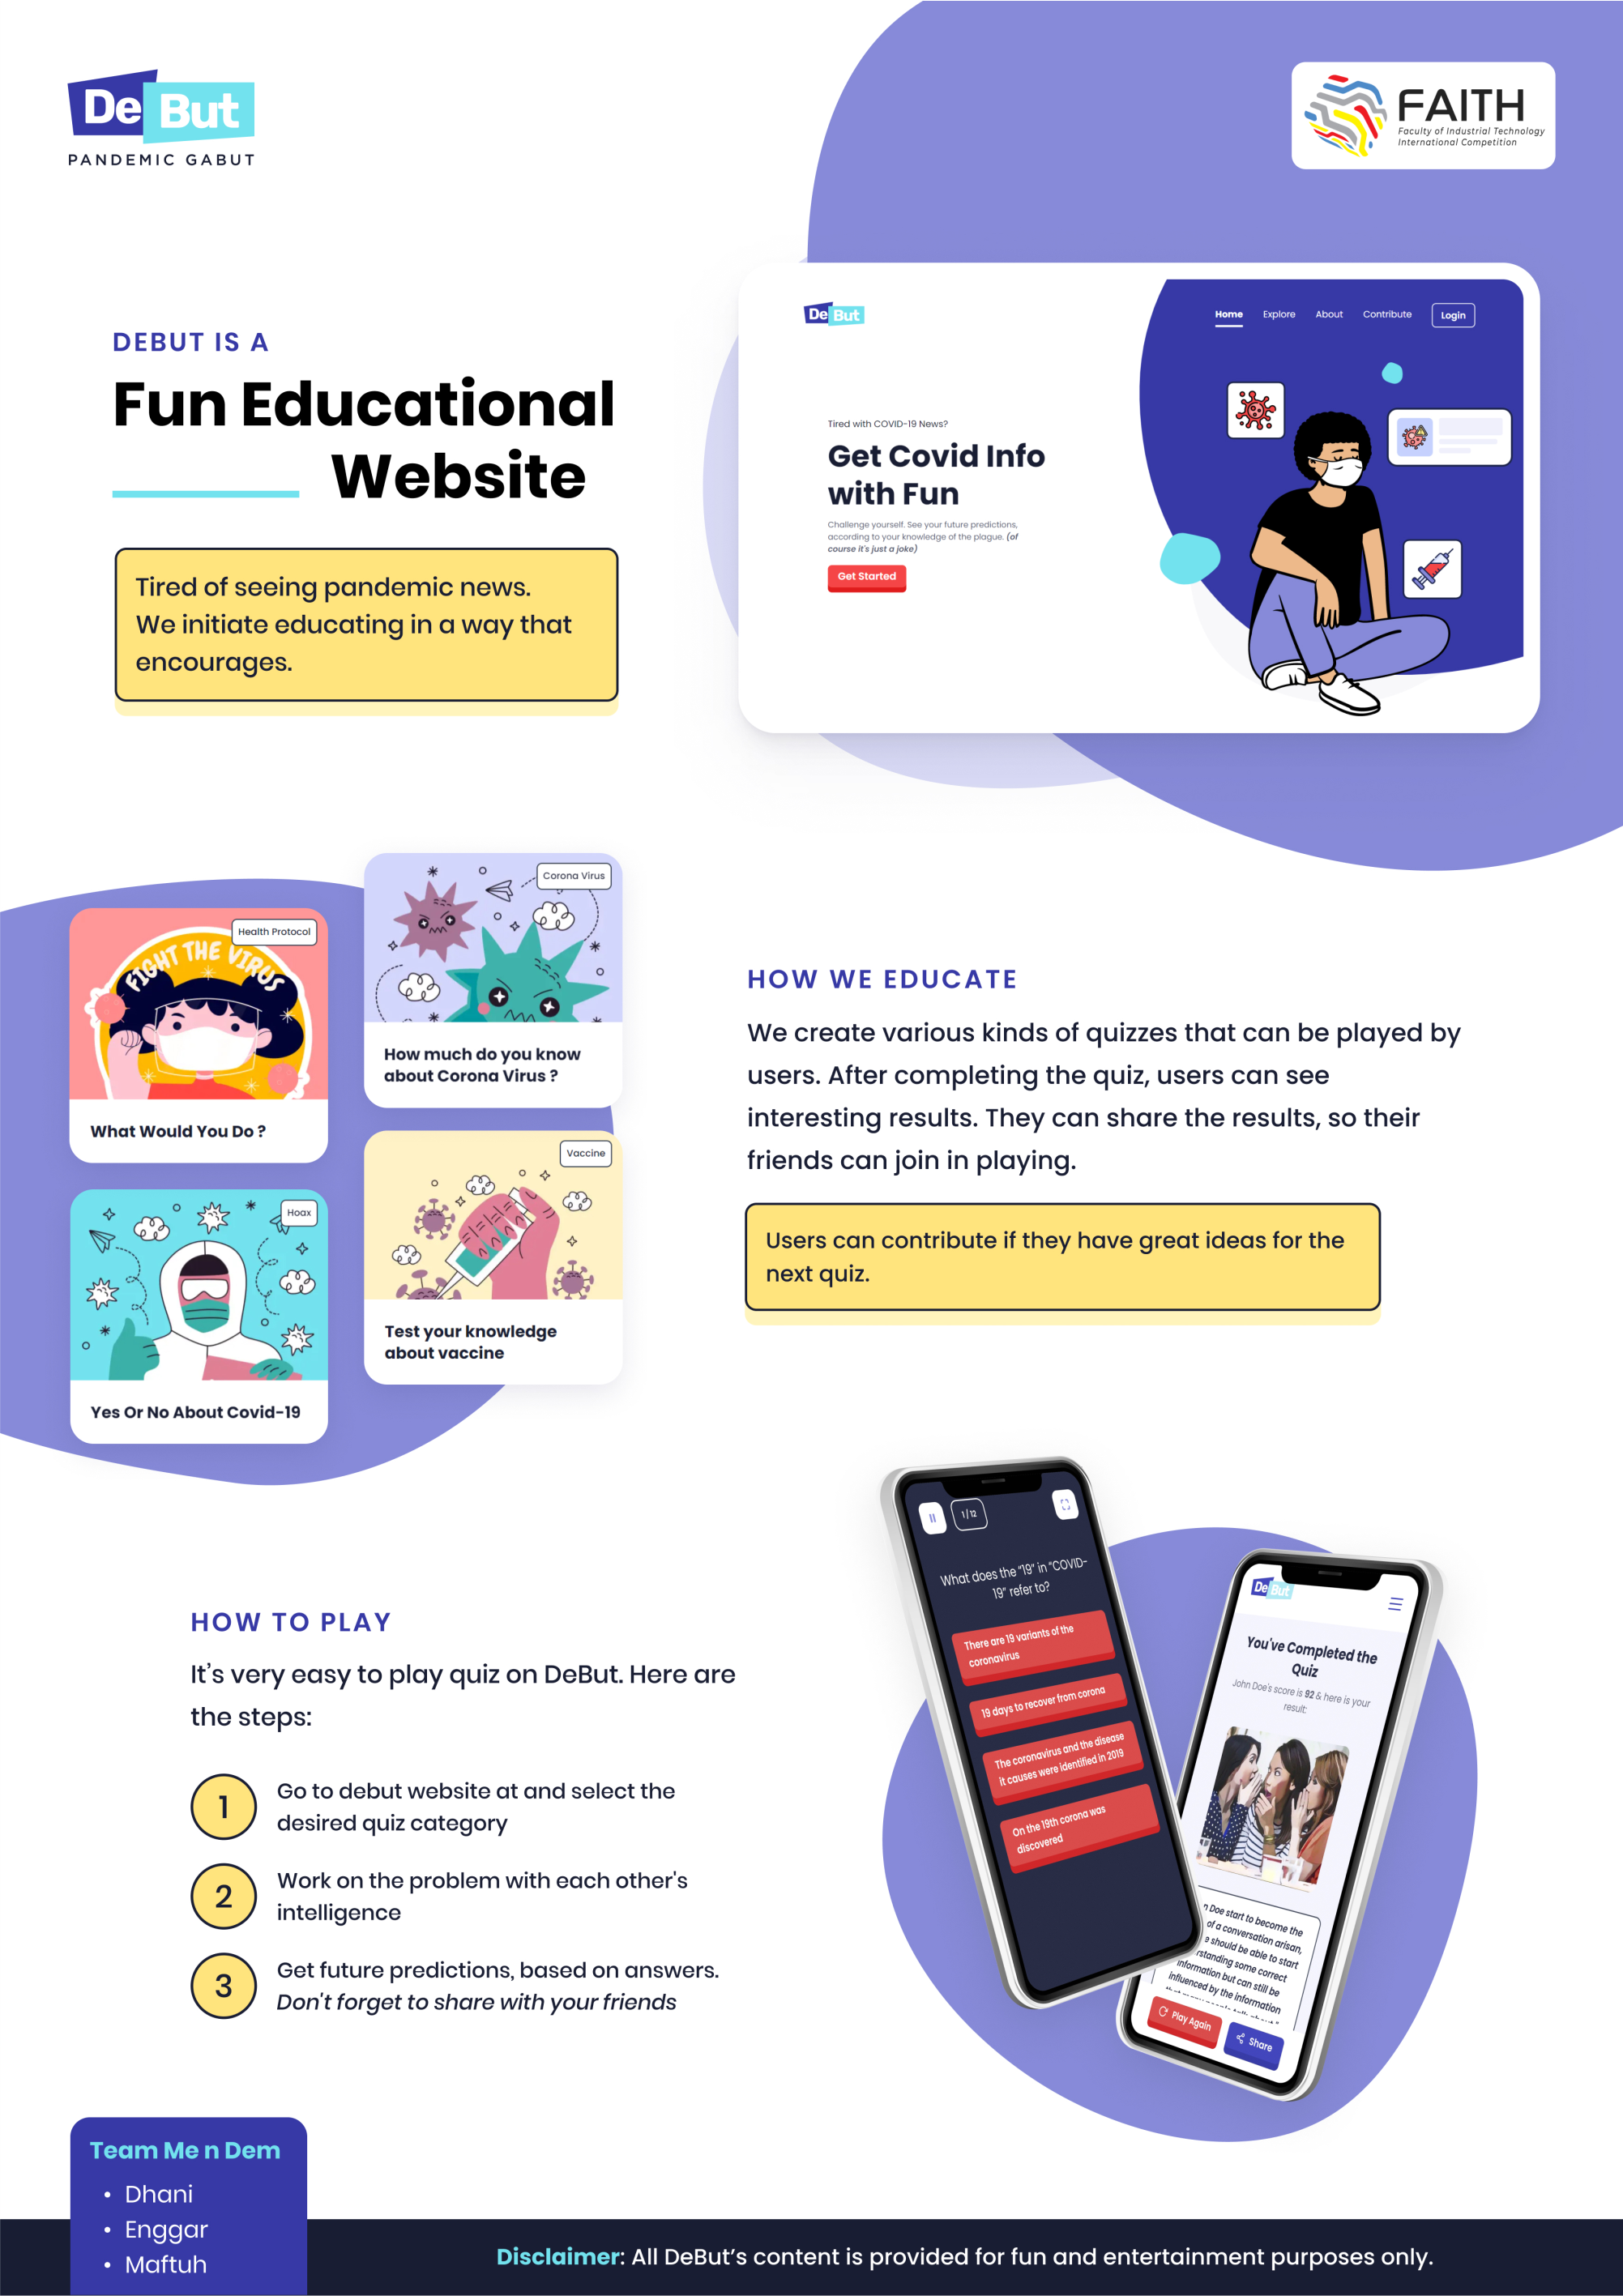 De But
PANDEMIC GABUT
FAITH
Faculty of Industrial Technology
International Competition
DEBUT IS A
Fun Educational
Website
Tired of seeing pandemic news.
We initiate educating in a way that
encourages.
De But
Home Explore About Contribute Login
Tired with COVID-19 News?
Get Covid Info
with Fun
Challenge yourself. See your future predictions,
according to your knowledge of the plague. (of
course it's just a joke)
Get Started
Health Protocol
FIGHT THE VIRUS
What Would You Do ?
Corona Virus
How much do you know
about Corona Virus ?
Hoax
Yes Or No About Covid-19
Vaccine
Test your knowledge
about vaccine
HOW WE EDUCATE
We create various kinds of quizzes that can be played by
users. After completing the quiz, users can see
interesting results. They can share the results, so their
friends can join in playing.
Users can contribute if they have great ideas for the
next quiz.
HOW TO PLAY
It's very easy to play quiz on DeBut. Here are
the steps:
1
Go to debut website at and select the
desired quiz category
2
Work on the problem with each other's
intelligence
3
Get future predictions, based on answers.
Don't forget to share with your friends
1/12
What does the "19" in "COVID-
19" refer to?
There are 19 variants of the
coronavirus
19 days to recover from corona
The coronavirus and the disease
it causes were identified in 2019
On the 19th corona was
discovered
De But
You've Completed the
Quiz
John Doe's score is 92 & here is your
result:
n Doe start to become the
of a conversation arisan,
e should be able to start
rstanding some correct
information but can still be
influenced by the information
Play Again
Share
Team Me n Dem
• Dhani
• Enggar
• Maftuh
Disclaimer: All DeBut's content is provided for fun and entertainment purposes only.